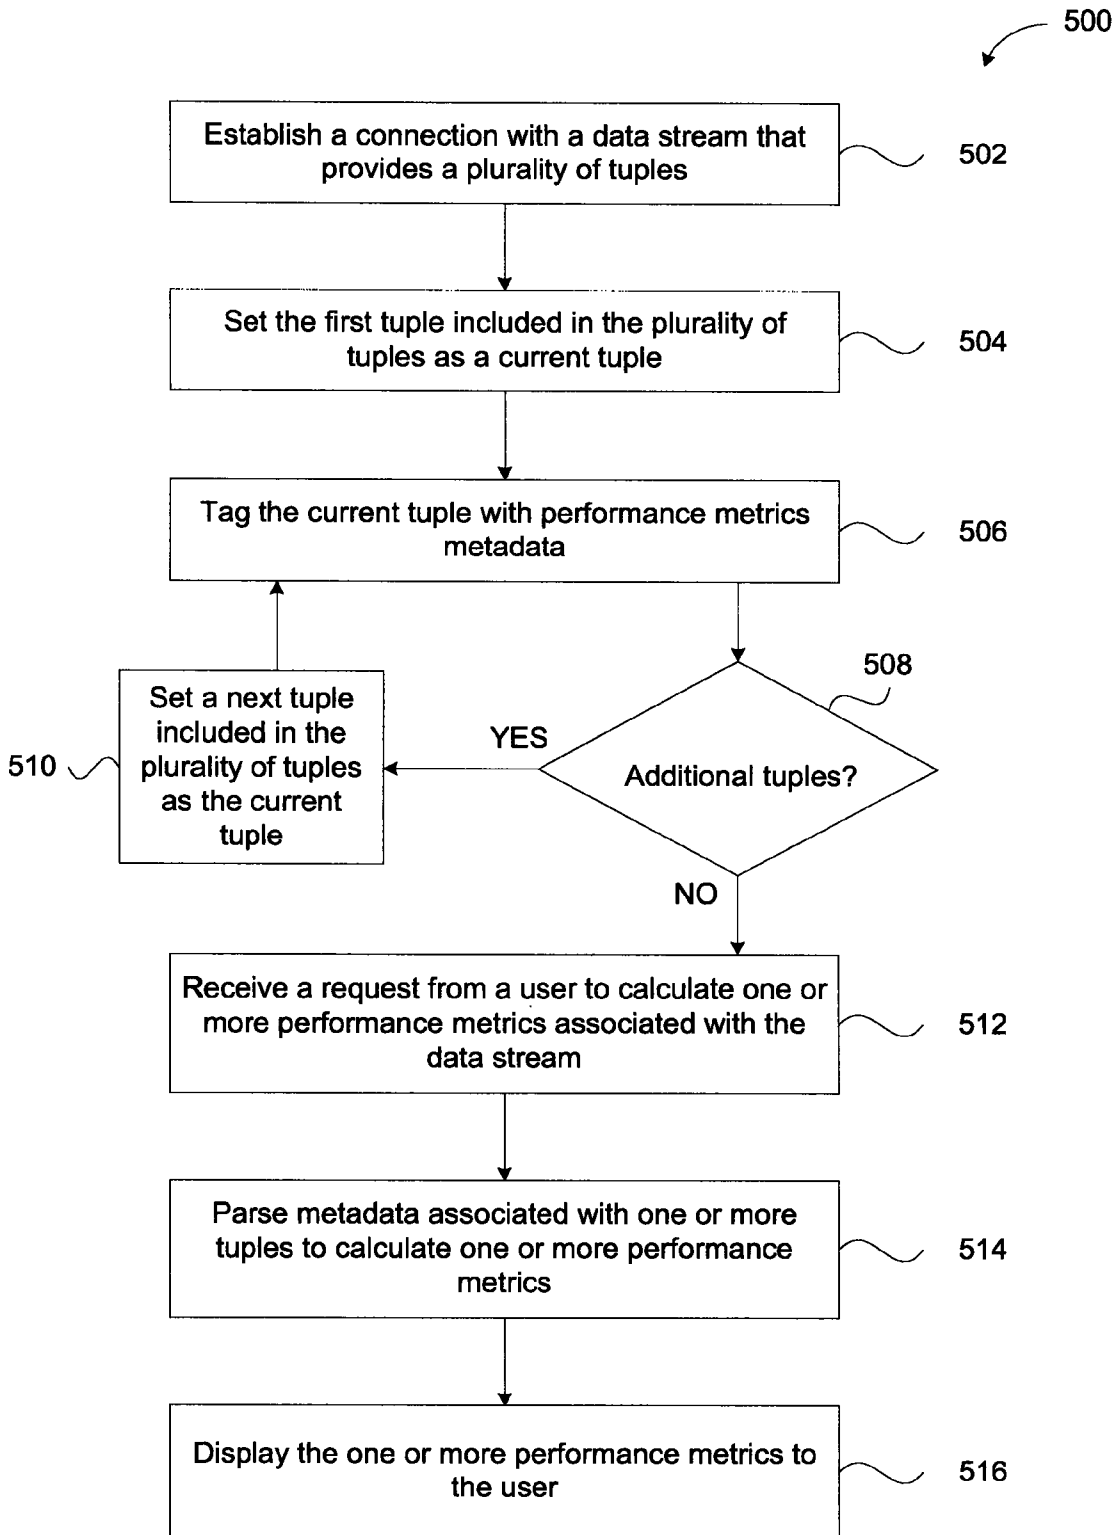 500
Establish a connection with a data stream that
provides a plurality of tuples
502
Set the first tuple included in the plurality of
tuples as a current tuple
504
Tag the current tuple with performance metrics
metadata
506
508
Additional tuples?
YES
Set a next tuple
included in the
plurality of tuples
as the current
tuple
510
NO
Receive a request from a user to calculate one or
more performance metrics associated with the
data stream
512
Parse metadata associated with one or more
tuples to calculate one or more performance
metrics
514
Display the one or more performance metrics to
the user
516